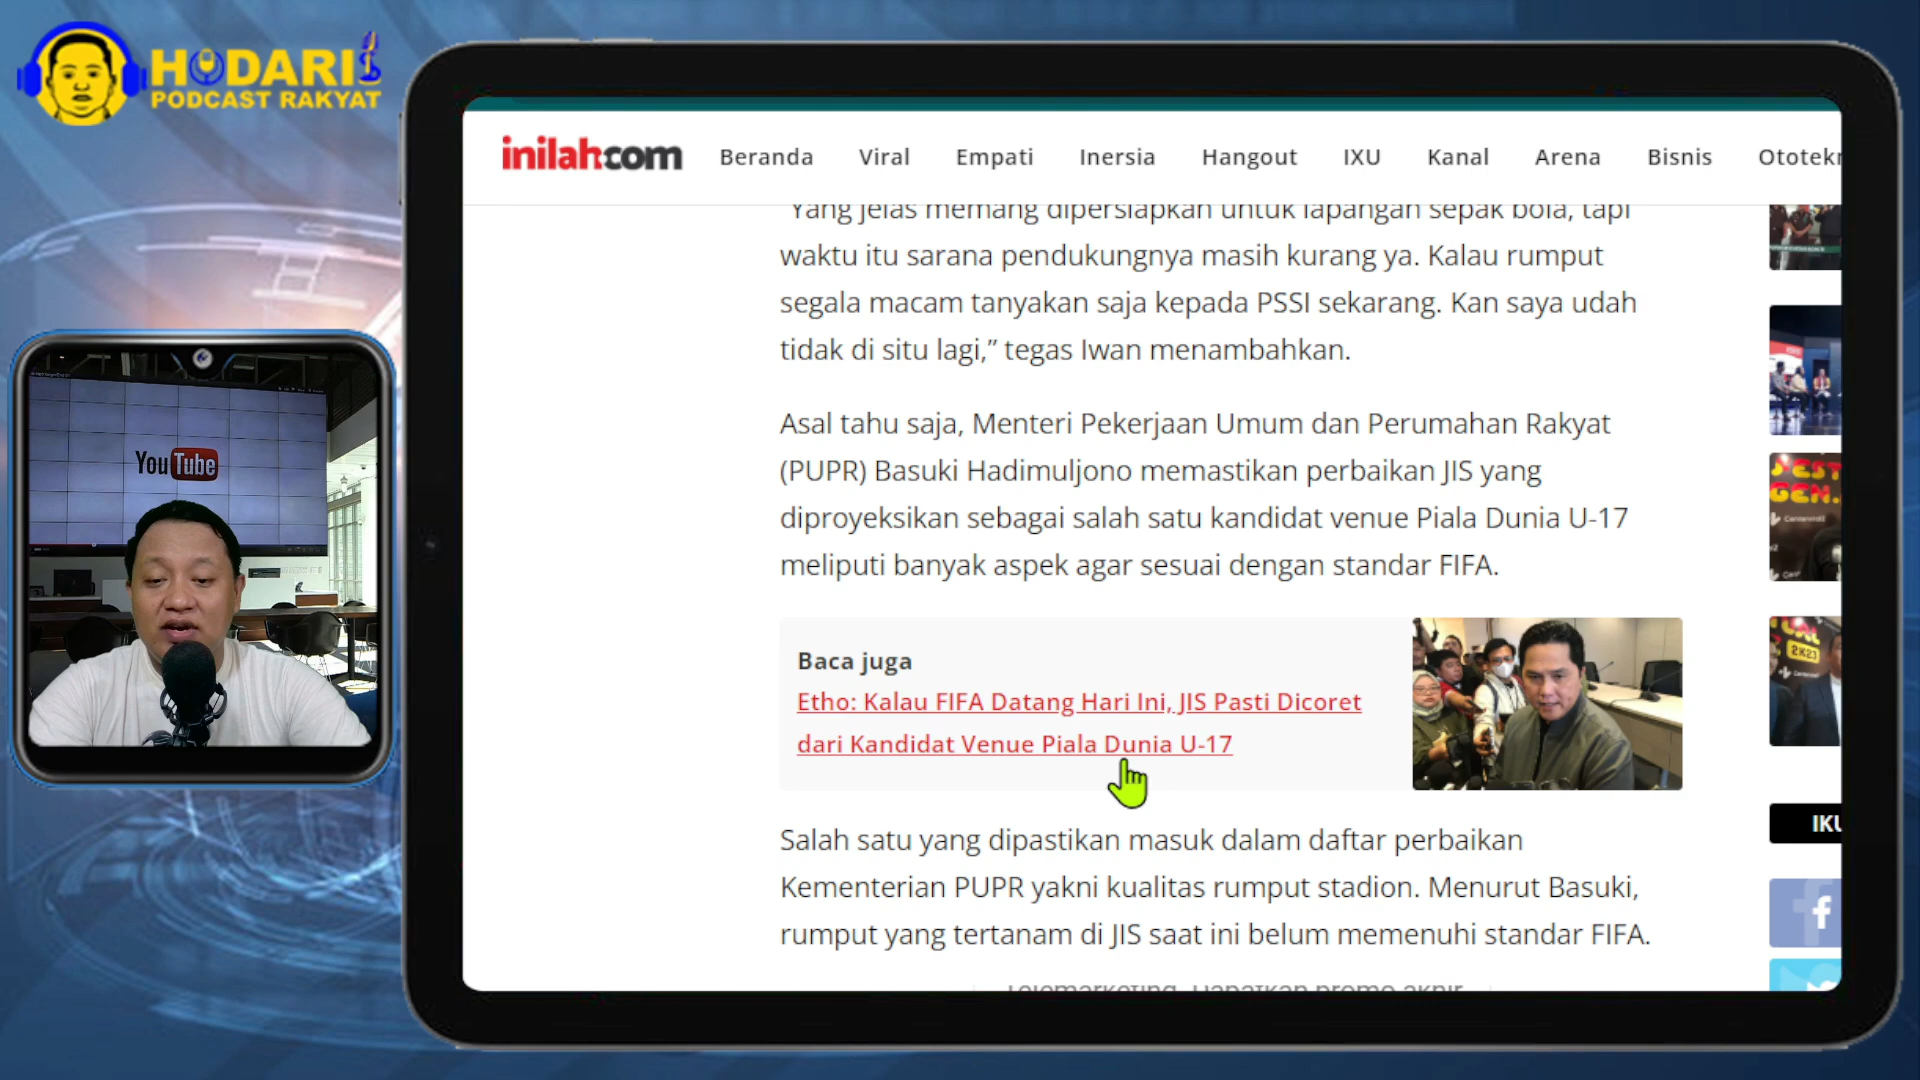 HODARI
PODCAST RAKYAT
inilah.com
Beranda Viral Empati Inersia Hangout IXU Kanal Arena Bisnis Ototekn
"Yang jelas memang dipersiapkan untuk lapangan sepak bola, tapi
waktu itu sarana pendukungnya masih kurang ya. Kalau rumput
segala macam tanyakan saja kepada PSSI sekarang. Kan saya udah
tidak di situ lagi,” tegas Iwan menambahkan.
Asal tahu saja, Menteri Pekerjaan Umum dan Perumahan Rakyat
(PUPR) Basuki Hadimuljono memastikan perbaikan JIS yang
diproyeksikan sebagai salah satu kandidat venue Piala Dunia U-17
meliputi banyak aspek agar sesuai dengan standar FIFA.
Baca juga
Etho: Kalau FIFA Datang Hari Ini, JIS Pasti Dicoret
dari Kandidat Venue Piala Dunia U-17
Salah satu yang dipastikan masuk dalam daftar perbaikan
Kementerian PUPR yakni kualitas rumput stadion. Menurut Basuki,
rumput yang tertanam di JIS saat ini belum memenuhi standar FIFA.
YouTube
GEN
2K23
IKU
f